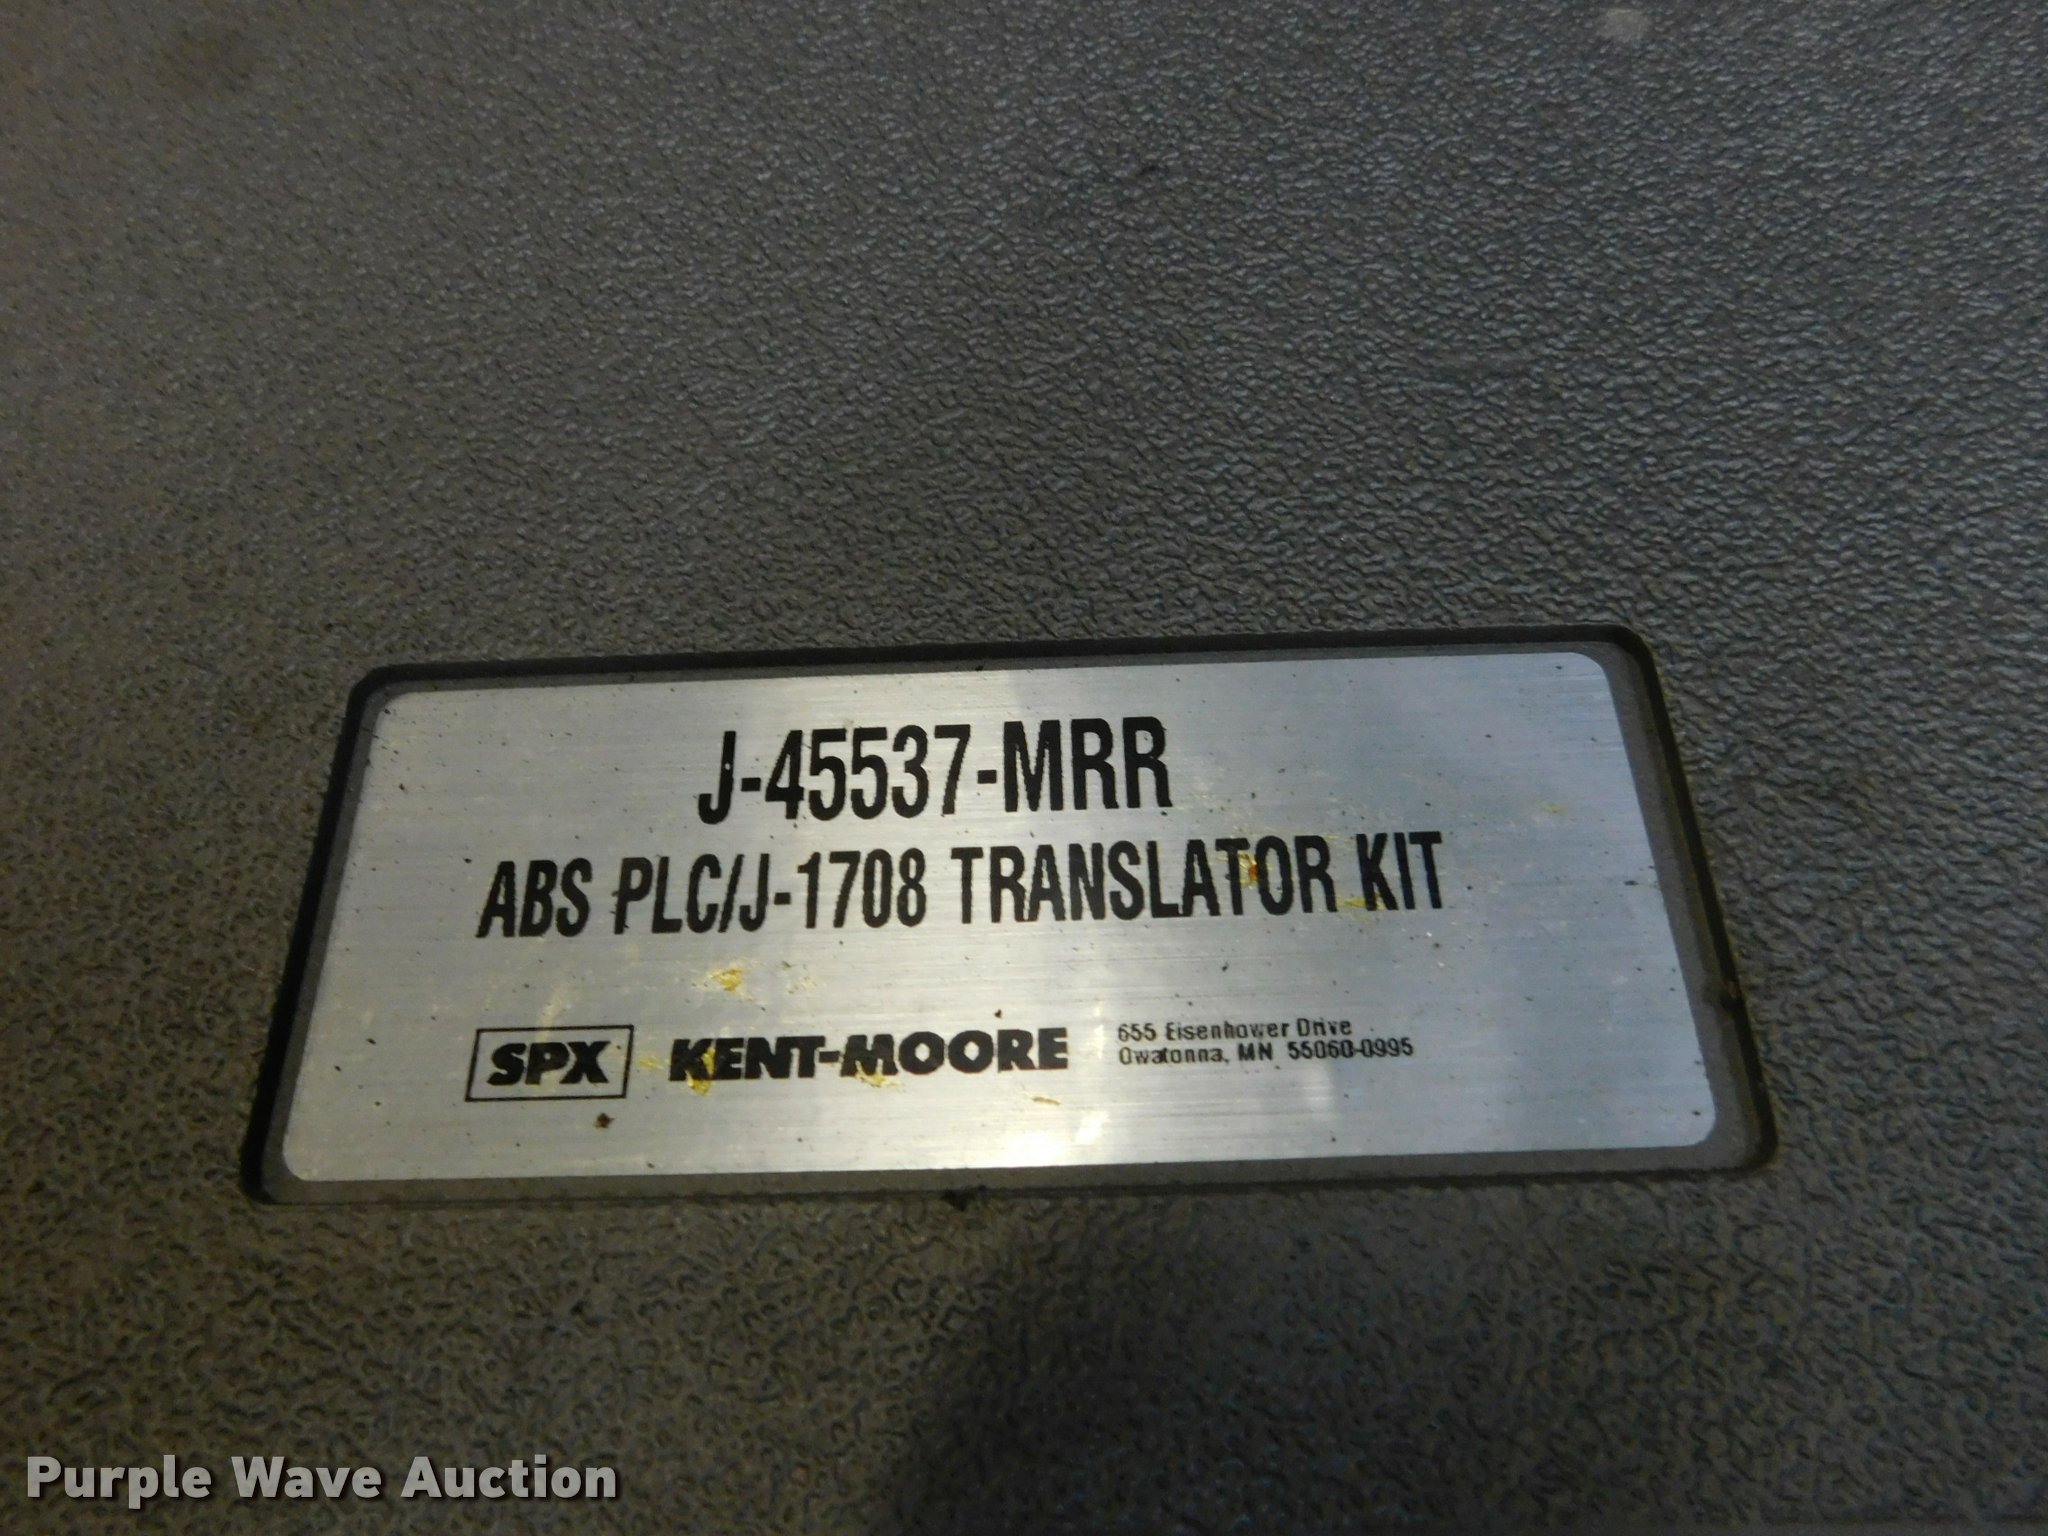 J-45537-MRR
ABS PLC/J-1708 TRANSLATOR KIT
SPX KENT-MOORE
655 Eisenhower Drive
Owatonna, MN 55060-0995
Purple Wave Auction